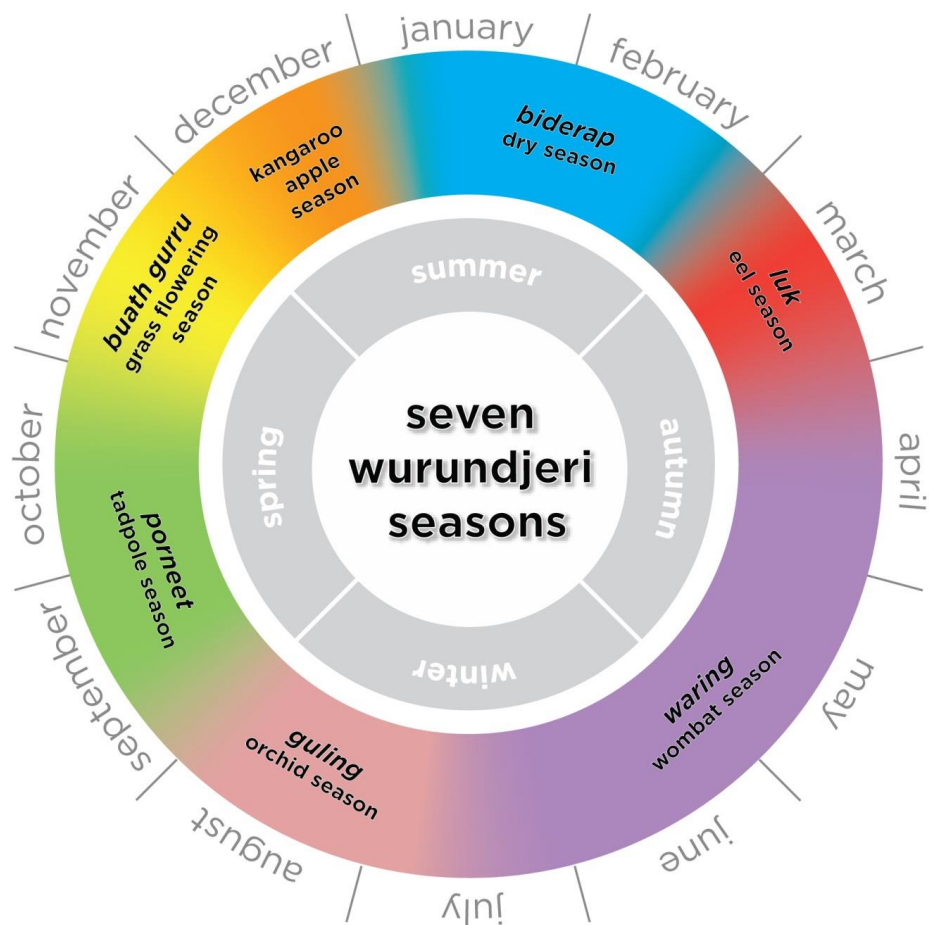 seven
wurundjeri
seasons
summer
autumn
winter
spring
january
february
march
april
may
june
july
august
september
october
november
december
biderap
dry season
luk
eel season
waring
wombat season
guling
orchid season
porneet
tadpole season
buath gurru
grass flowering
season
kangaroo
apple
season